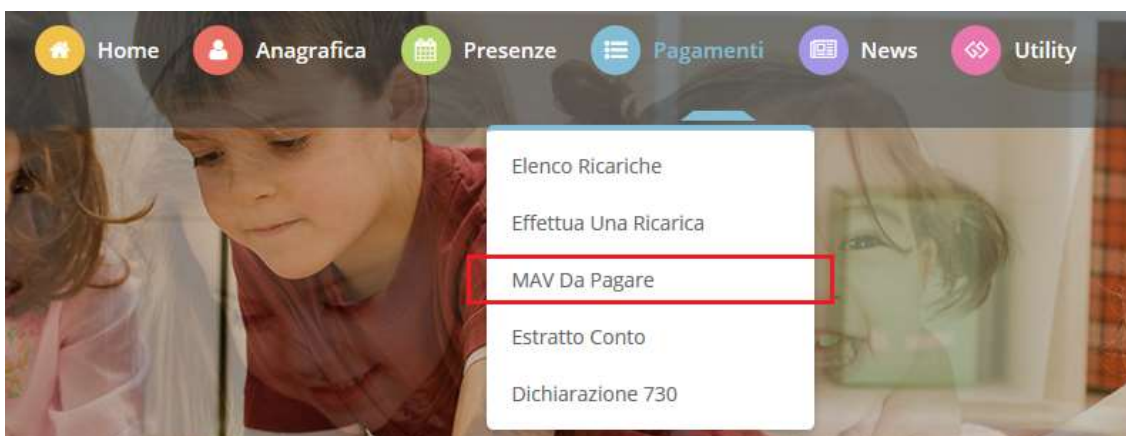 Home Anagrafica Presenze Pagamenti News Utility
Elenco Ricariche
Effettua Una Ricarica
MAV Da Pagare
Estratto Conto
Dichiarazione 730